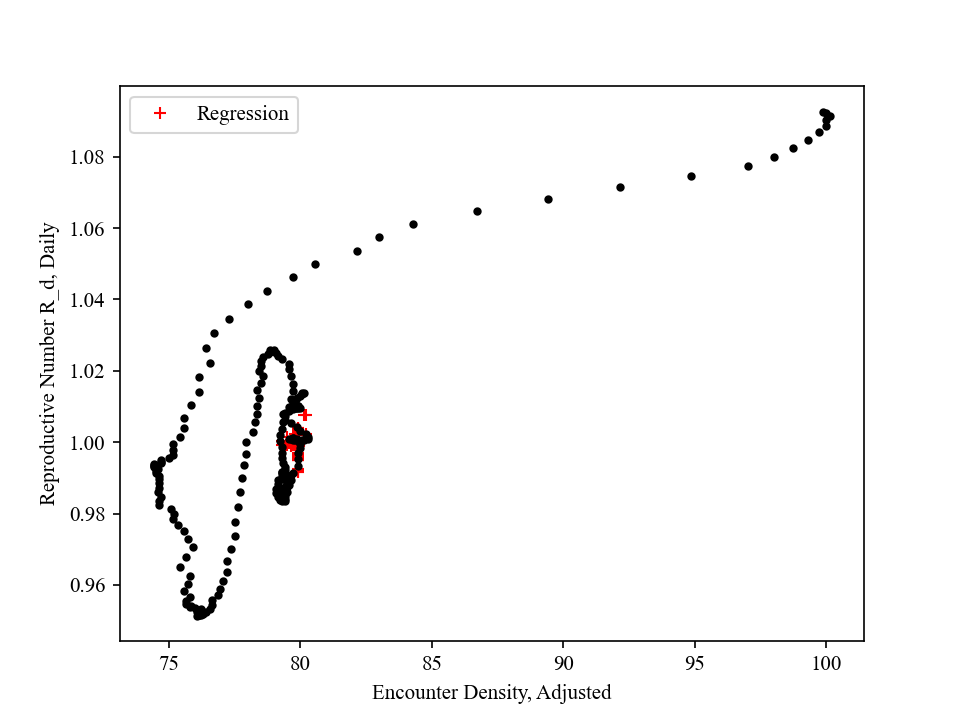 Regression
1.08
1.06
1.04
1.02
1.00
0.98
0.96
Reproductive Number R_d, Daily
75 80 85 90 95 100
Encounter Density, Adjusted